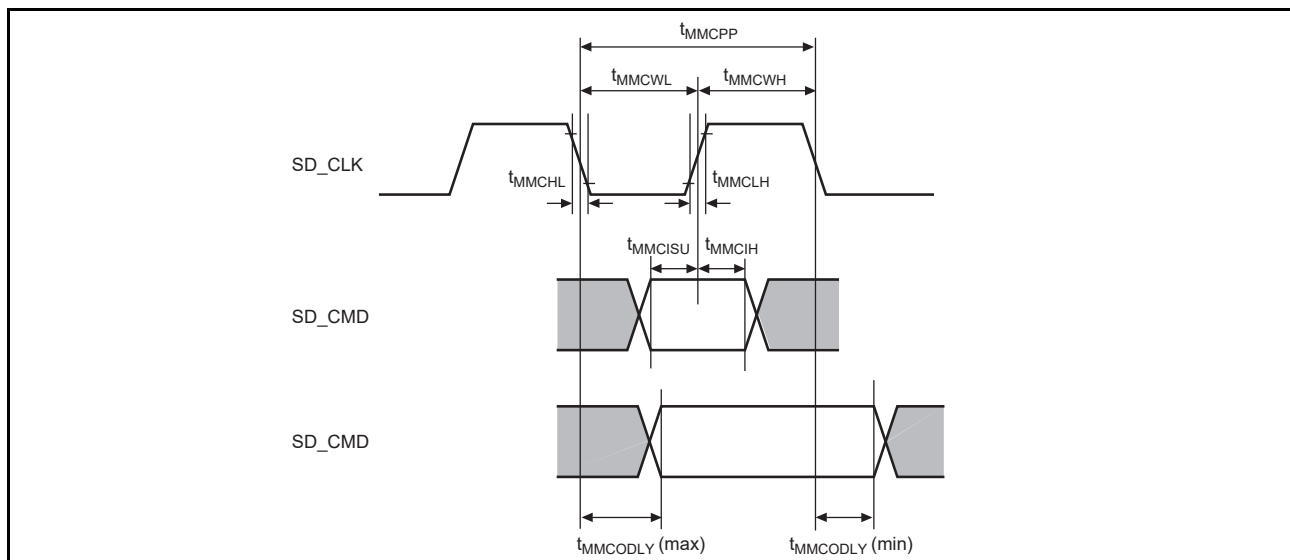 tMMCPP
tMMCWL tMMCWH
SD_CLK
tMMCHL tMMCLH
tMMCISU tMMCIH
SD_CMD
SD_CMD
tMMCODLY (max) tMMCODLY (min)